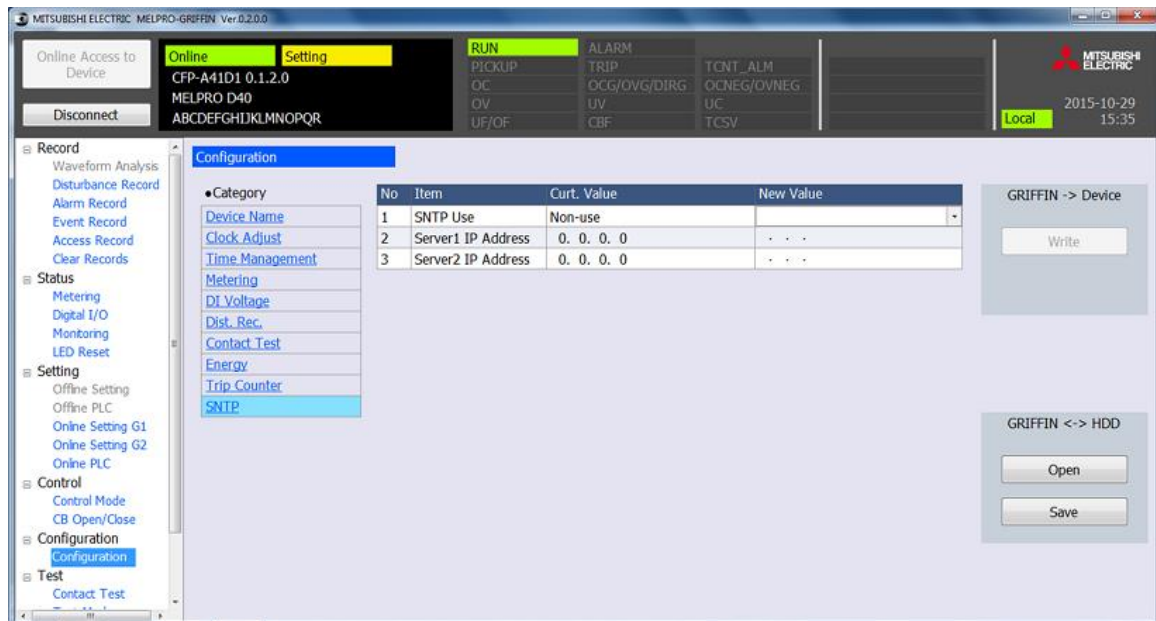 MITSUBISHI ELECTRIC MELPRO-GRIFFIN Ver.0.2.0.0
Online Access to
Device
Disconnect
Online Setting
CFP-A41D1 0.1.2.0
MELPRO D40
ABCDEFGHIJKLMNOPQR
RUN ALARM
PICKUP TRIP TCNT_ALM
OC OCG/OVG/DIRG OCNEG/OVNEG
OV UV UC
UF/OF CBF TCSV
MITSUBISHI
ELECTRIC
2015-10-29
Local 15:35
Record
Waveform Analysis
Disturbance Record
Alarm Record
Event Record
Access Record
Clear Records
Status
Metering
Digital I/O
Monitoring
LED Reset
Setting
Offline Setting
Offline PLC
Online Setting G1
Online Setting G2
Online PLC
Control
Control Mode
CB Open/Close
Configuration
Configuration
Test
Contact Test
Configuration
●Category
Device Name
Clock Adjust
Time Management
Metering
DI Voltage
Dist. Rec.
Contact Test
Energy
Trip Counter
SNTP
No Item Curt. Value New Value
1 SNTP Use Non-use
2 Server1 IP Address 0. 0. 0. 0 . . .
3 Server2 IP Address 0. 0. 0. 0 . . .
GRIFFIN -> Device
Write
GRIFFIN <-> HDD
Open
Save